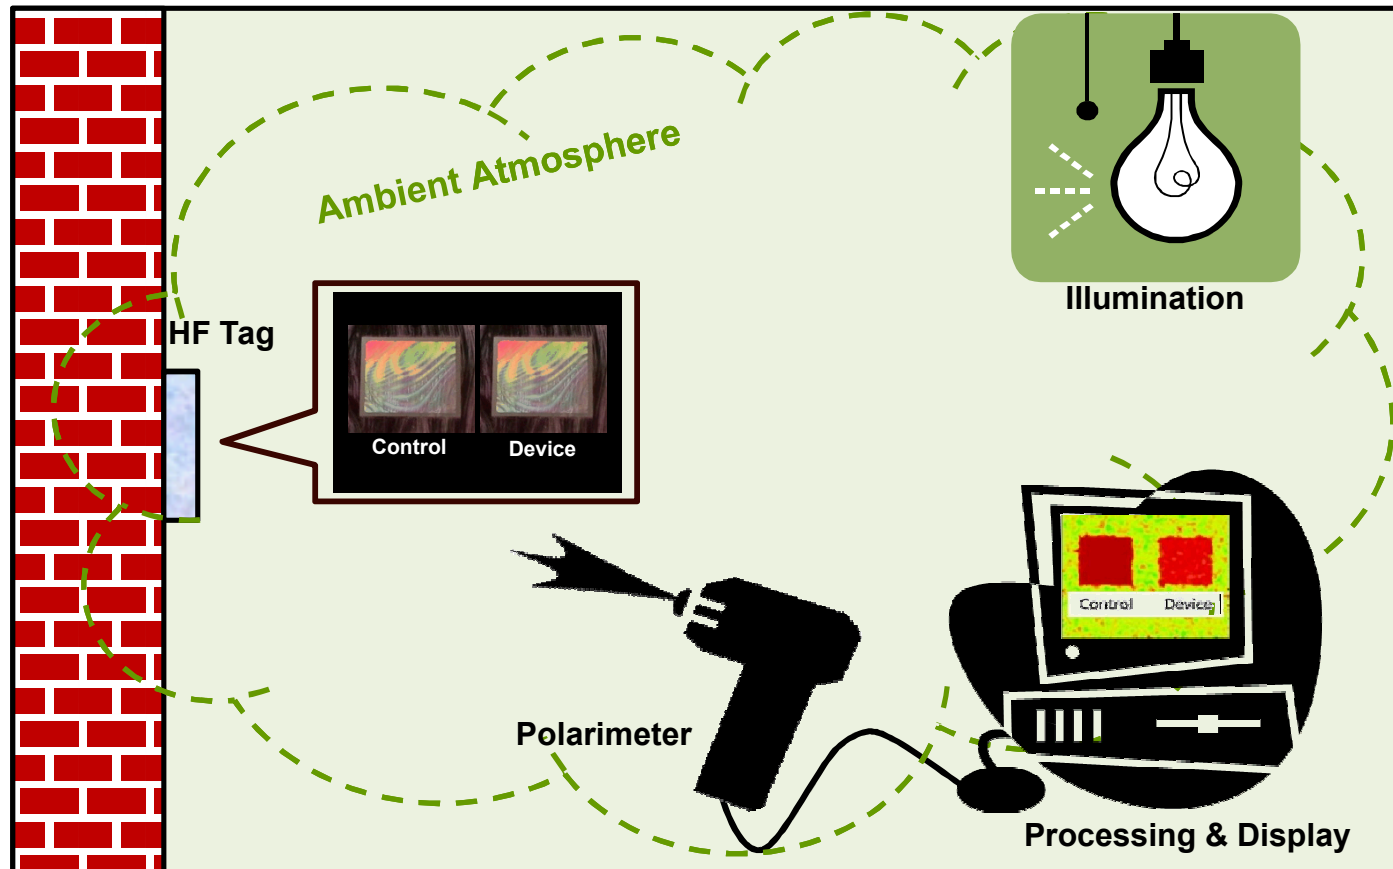 Ambient Atmosphere
Illumination
HF Tag
Control Device
Control Device
Polarimeter
Processing & Display